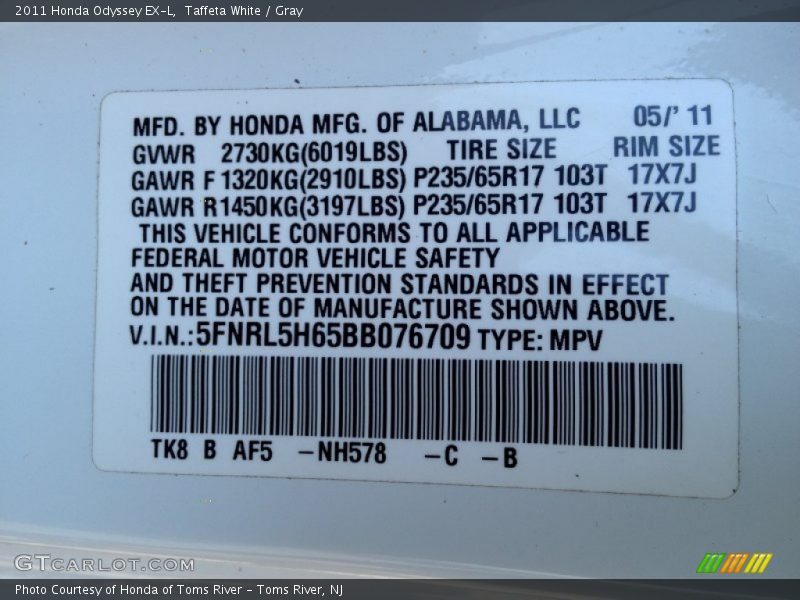 2011 Honda Odyssey EX-L, Taffeta White / Gray
MFD. BY HONDA MFG. OF ALABAMA, LLC 05/' 11
GVWR 2730KG(6019LBS) TIRE SIZE RIM SIZE
GAWR F 1320KG(2910LBS) P235/65R17 103T 17X7J
GAWR R1450KG(3197LBS) P235/65R17 103T 17X7J
THIS VEHICLE CONFORMS TO ALL APPLICABLE
FEDERAL MOTOR VEHICLE SAFETY
AND THEFT PREVENTION STANDARDS IN EFFECT
ON THE DATE OF MANUFACTURE SHOWN ABOVE.
V.I.N.:5FNRL5H65BB076709 TYPE: MPV
TK8 B AF5 -NH578 -C -B
GTCARLOT.COM
Photo Courtesy of Honda of Toms River - Toms River, NJ